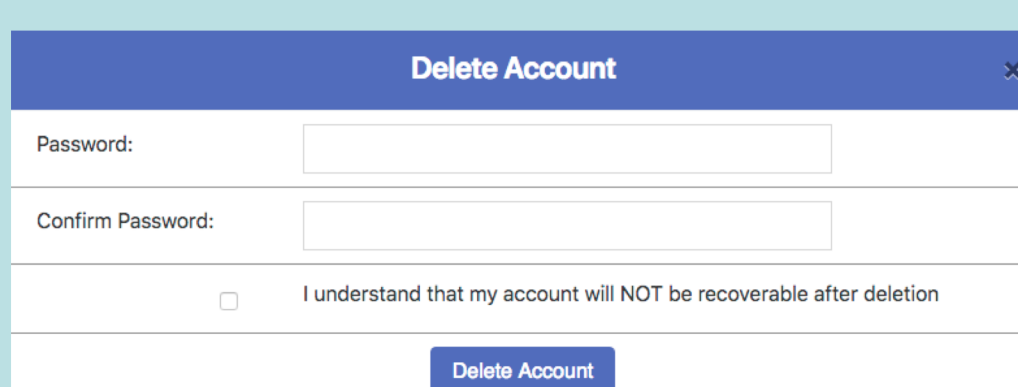 Delete Account
Password:
Confirm Password:
I understand that my account will NOT be recoverable after deletion
Delete Account